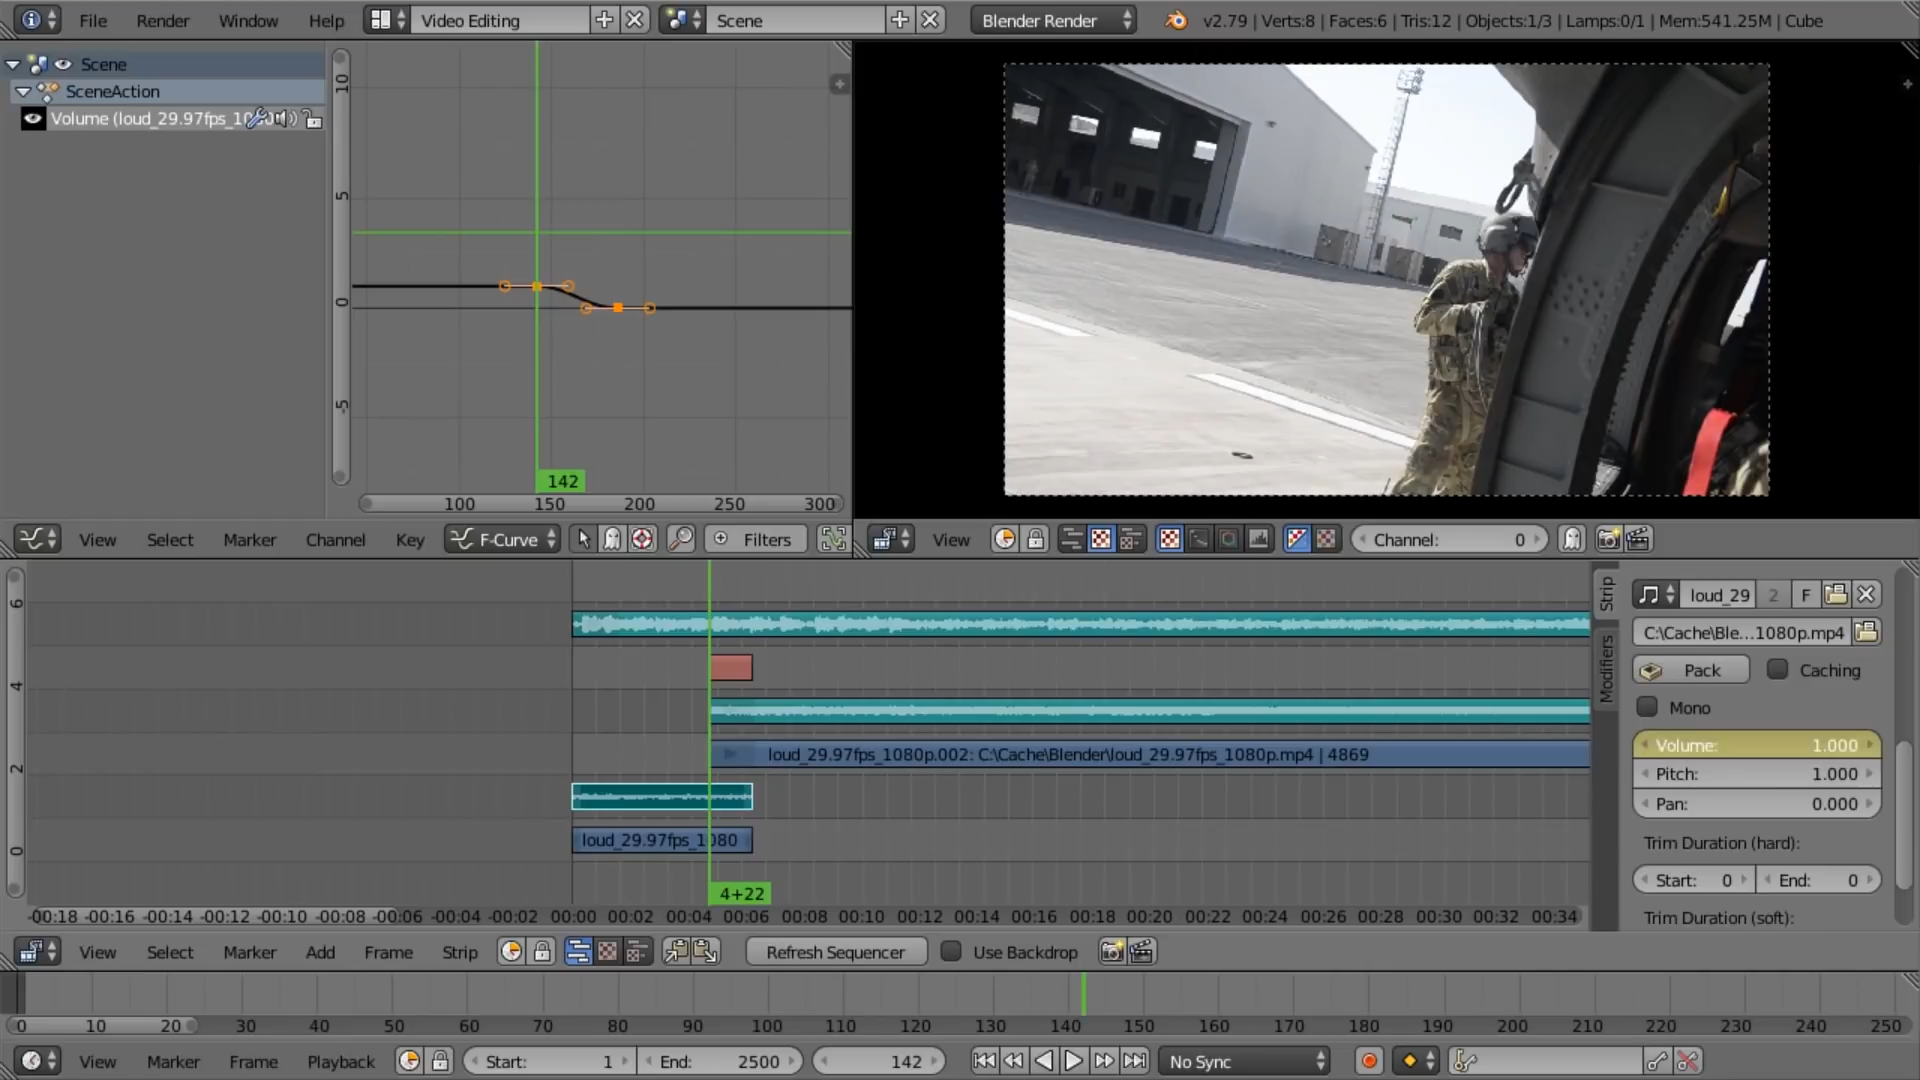 File Render Window Help Video Editing Scene Blender Render v2.79 | Verts:8 | Faces:6 | Tris:12 | Objects:1/3 | Lamps:0/1 | Mem:541.25M | Cube
Scene
SceneAction
Volume (loud_29.97fps_10
10
5
0
-5
142
100 150 200 250 300
View Select Marker Channel Key F-Curve Filters
View Channel: 0
6
4
2
0
loud_29.97fps_1080p.002: C:\Cache\Blender\loud_29.97fps_1080p.mp4 | 4869
loud_29.97fps_1080
4+22
-00:18 -00:16 -00:14 -00:12 -00:10 -00:08 -00:06 -00:04 -00:02 00:00 00:02 00:04 00:06 00:08 00:10 00:12 00:14 00:16 00:18 00:20 00:22 00:24 00:26 00:28 00:30 00:32 00:34
Strip
Modifiers
loud_29 2 F
C:\Cache\Ble...1080p.mp4
Pack Caching
Mono
Volume: 1.000
Pitch: 1.000
Pan: 0.000
Trim Duration (hard):
Start: 0 End: 0
Trim Duration (soft):
View Select Marker Add Frame Strip Refresh Sequencer Use Backdrop
0 10 20 30 40 50 60 70 80 90 100 110 120 130 140 150 160 170 180 190 200 210 220 230 240 250
View Marker Frame Playback Start: 1 End: 2500 142 No Sync